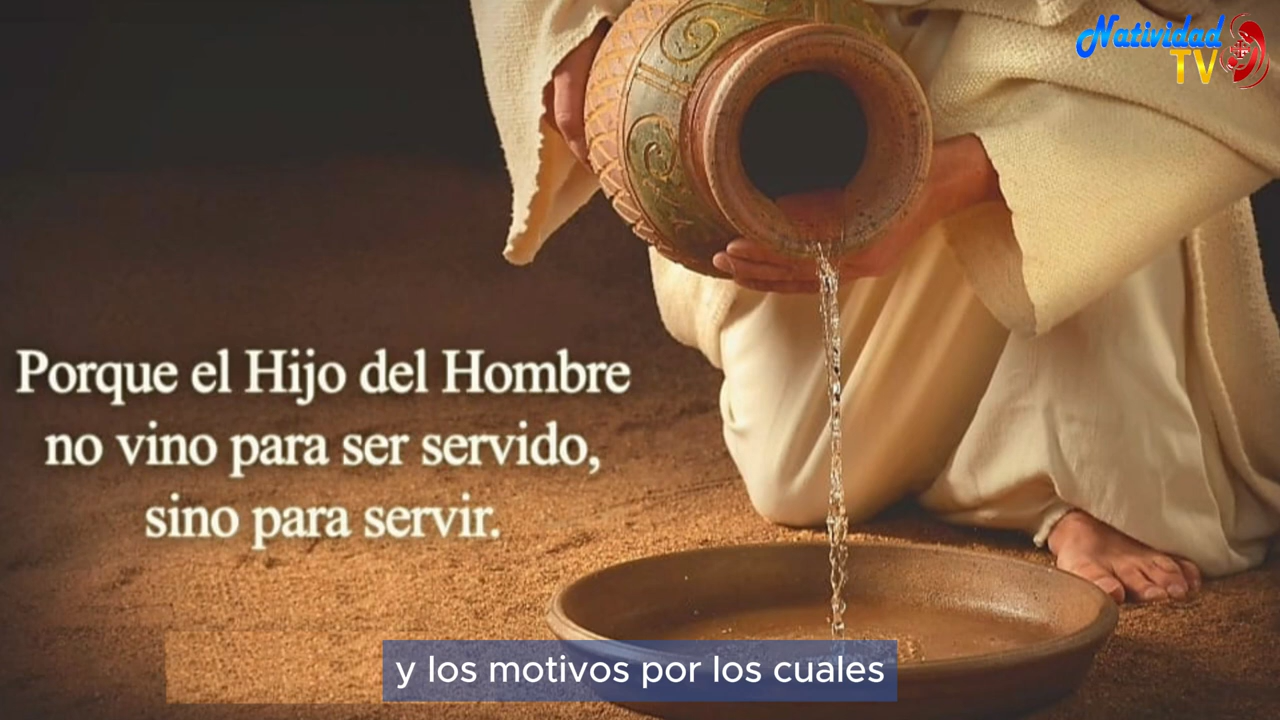 Natividad
TV
Porque el Hijo del Hombre
no vino para ser servido,
sino para servir.
y los motivos por los cuales